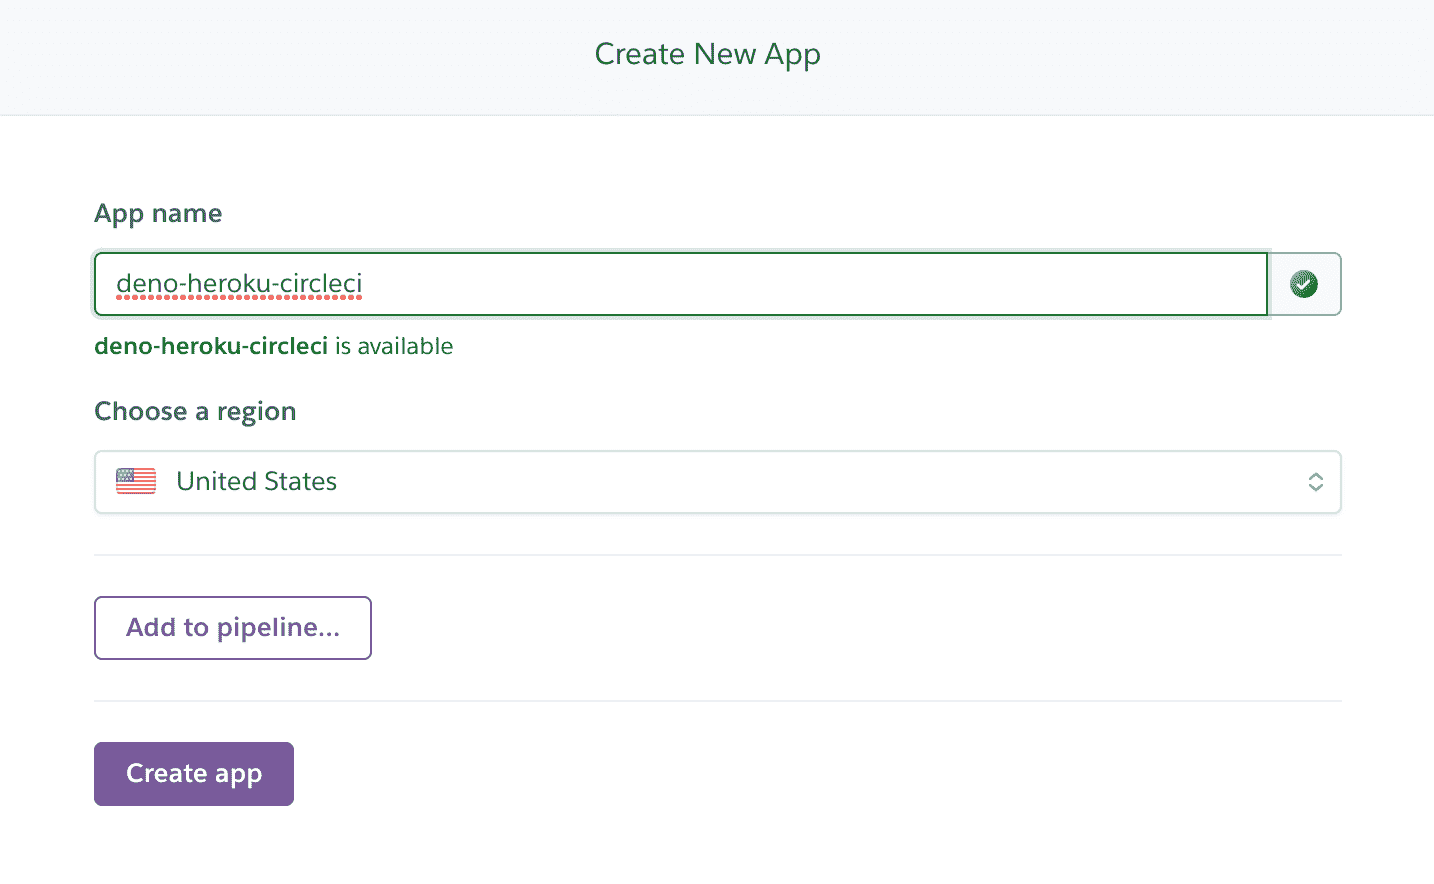 Create New App
App name
deno-heroku-circleci
deno-heroku-circleci is available
Choose a region
United States
Add to pipeline...
Create app